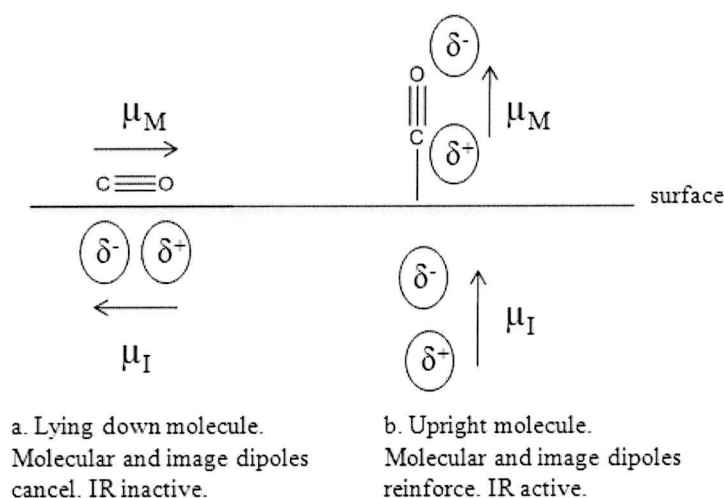 μM
C≡O
δ- δ+
μI
O
C
δ-
δ+
μM
surface
δ-
δ+
μI
a. Lying down molecule.
Molecular and image dipoles
cancel. IR inactive.
b. Upright molecule.
Molecular and image dipoles
reinforce. IR active.